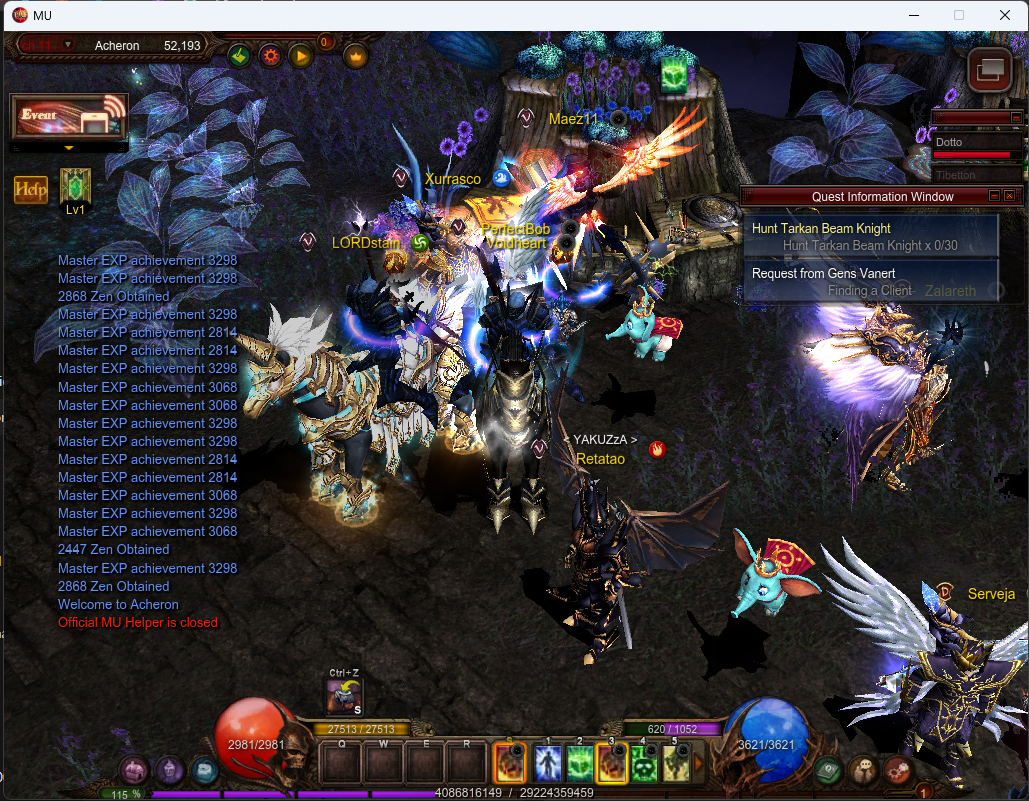 MU
Acheron 52,193
0
Event
Help
Lv1
Maez11
Xurrasco
PerfectBob
LORDstam
Voidheart
Dotto
Tibetton
Quest Information Window
Hunt Tarkan Beam Knight
Hunt Tarkan Beam Knight x 0/30
Request from Gens Vanert
Finding a Client
Zalareth
Master EXP achievement 3298
Master EXP achievement 3298
2868 Zen Obtained
Master EXP achievement 3298
Master EXP achievement 2814
Master EXP achievement 2814
Master EXP achievement 3298
Master EXP achievement 3068
Master EXP achievement 3068
Master EXP achievement 3298
Master EXP achievement 3298
Master EXP achievement 2814
Master EXP achievement 2814
Master EXP achievement 3068
Master EXP achievement 3298
Master EXP achievement 3068
2447 Zen Obtained
Master EXP achievement 3298
2868 Zen Obtained
Welcome to Acheron
Official MU Helper is closed
< YAKUZzA >
Retatao
D
Serveja
Ctrl+Z
S
27513 / 27513
620 / 1052
2981/2981
Q W E R
1 2 3 4 5
3621/3621
115 %
4086816149 / 29224359459
1